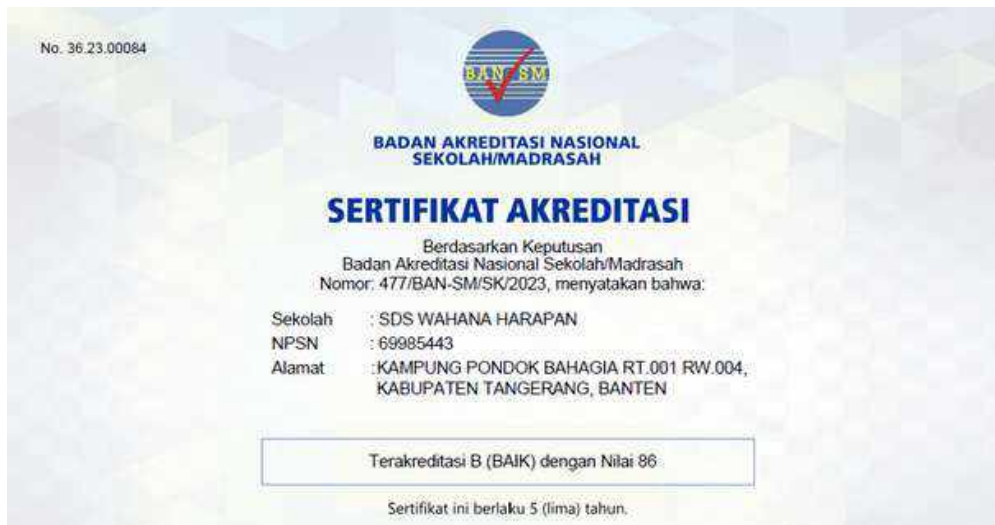 No. 36.23.00084
BAN-SM
BADAN AKREDITASI NASIONAL
SEKOLAH/MADRASAH
SERTIFIKAT AKREDITASI
Berdasarkan Keputusan
Badan Akreditasi Nasional Sekolah/Madrasah
Nomor: 477/BAN-SM/SK/2023, menyatakan bahwa:
Sekolah : SDS WAHANA HARAPAN
NPSN : 69985443
Alamat :KAMPUNG PONDOK BAHAGIA RT.001 RW.004,
KABUPATEN TANGERANG, BANTEN
Terakreditasi B (BAIK) dengan Nilai 86
Sertifikat ini berlaku 5 (lima) tahun.